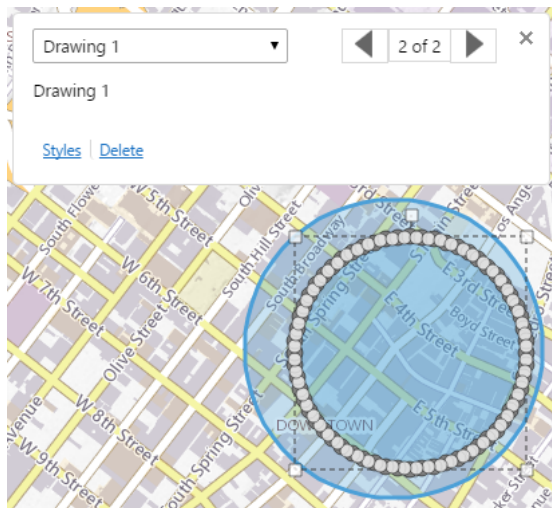 Drawing 1
2 of 2
Drawing 1
Styles
Delete
W 5th Street
South Hill Street
South Broadway
W 6th Street
W 7th Street
Olive Street
E 3rd Street
E 4th Street
Boyd Street
E 5th Street
DOWNTOWN
W 8th Street
South Spring Street
W 9th Street
Avenue